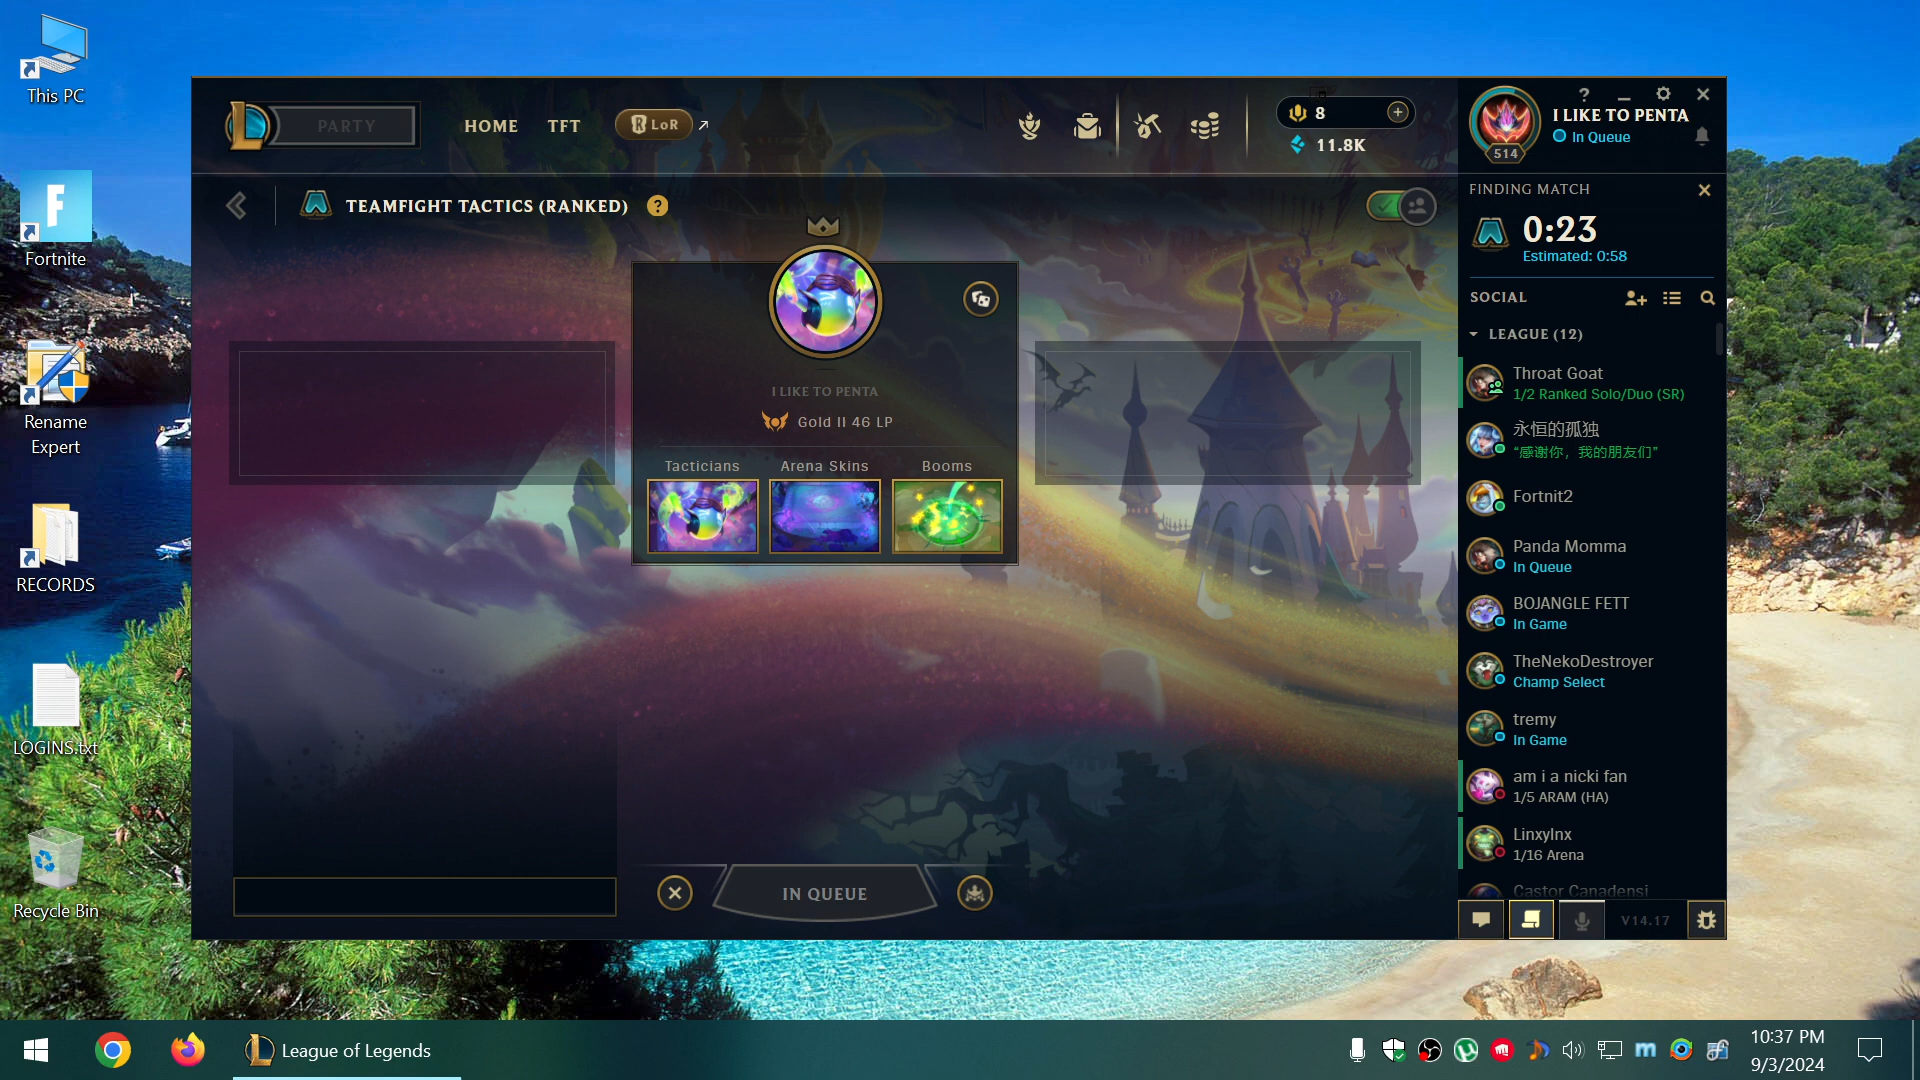 This PC
Fortnite
Rename
Expert
RECORDS
LOGINS.txt
Recycle Bin
PARTY
HOME
TFT
LoR
8
11.8K
?
I LIKE TO PENTA
In Queue
514
TEAMFIGHT TACTICS (RANKED)
?
I LIKE TO PENTA
Gold II 46 LP
Tacticians
Arena Skins
Booms
IN QUEUE
FINDING MATCH
0:23
Estimated: 0:58
SOCIAL
LEAGUE (12)
Throat Goat
1/2 Ranked Solo/Duo (SR)
永恒的孤独
“感谢你，我的朋友们”
Fortnit2
Panda Momma
In Queue
BOJANGLE FETT
In Game
TheNekoDestroyer
Champ Select
tremy
In Game
am i a nicki fan
1/5 ARAM (HA)
1/16 Arena
Castor Canadensi
V14.17
League of Legends
10:37 PM
9/3/2024